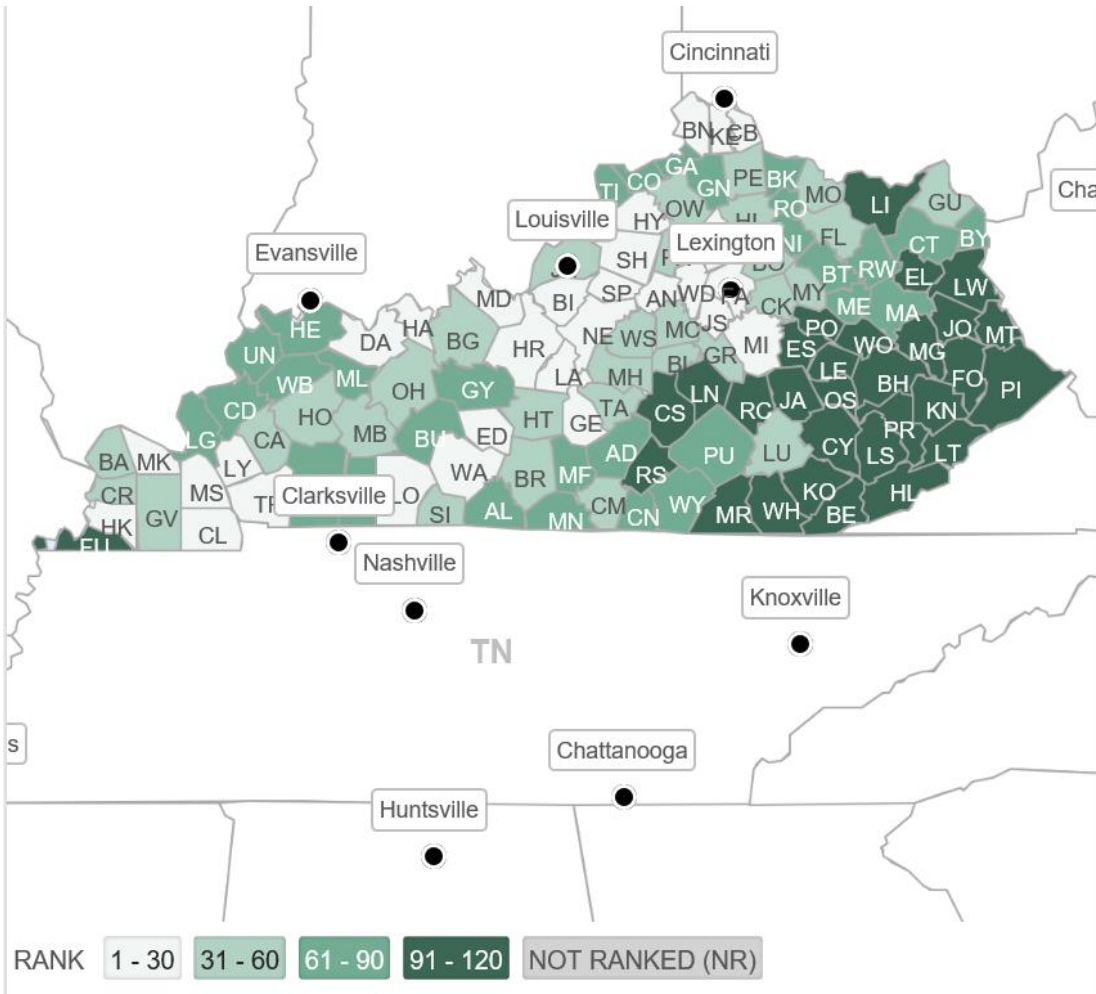 Cincinnati
BN KE CB
GA
TI CO GN PE BK
MO LI GU
Cha
OW RO
HY
Louisville
Lexington
NI FL CT BY
Evansville
SH
BT RW EL LW
MD BI SP AN WD FA CK MY ME MA
HE HA
DA BG NE WS MC JS MI PO JO MT
UN HR ES WO MG
WB ML OH LA MH GR LE FO PI
CD HO GY TA LN JA OS BH KN
LG CA MB BU HT GE CS RC PR
BA MK LY ED AD PU LU CY LS LT
CR MS WA BR MF RS
Clarksville
LO
HK GV SI AL CM WY KO HL
CL MN CN MR WH BE
FU
Nashville
Knoxville
TN
s
Chattanooga
Huntsville
RANK 1 - 30 31 - 60 61 - 90 91 - 120 NOT RANKED (NR)